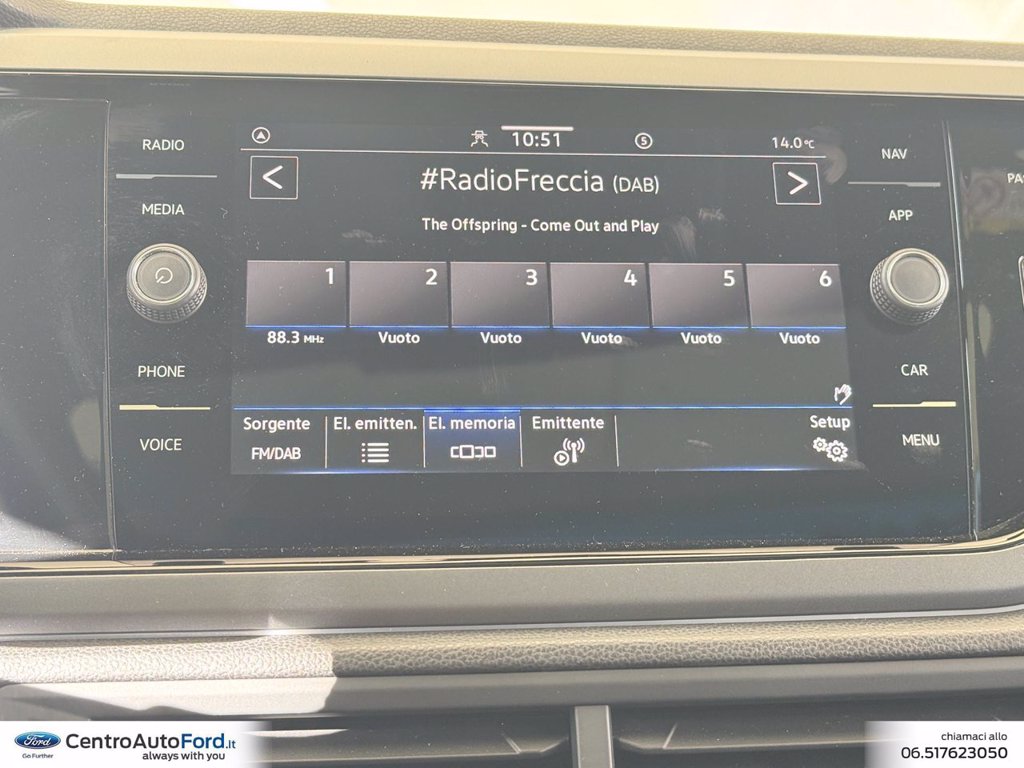 RADIO
MEDIA
PHONE
VOICE
10:51
5
14.0°C
<
#RadioFreccia (DAB)
>
The Offspring - Come Out and Play
1 2 3 4 5 6
88.3 MHz Vuoto Vuoto Vuoto Vuoto Vuoto
Sorgente El. emitten. El. memoria Emittente Setup
FM/DAB
NAV
APP
CAR
MENU
PA
Ford
Go Further
CentroAutoFord.it
always with you
chiamaci allo
06.517623050